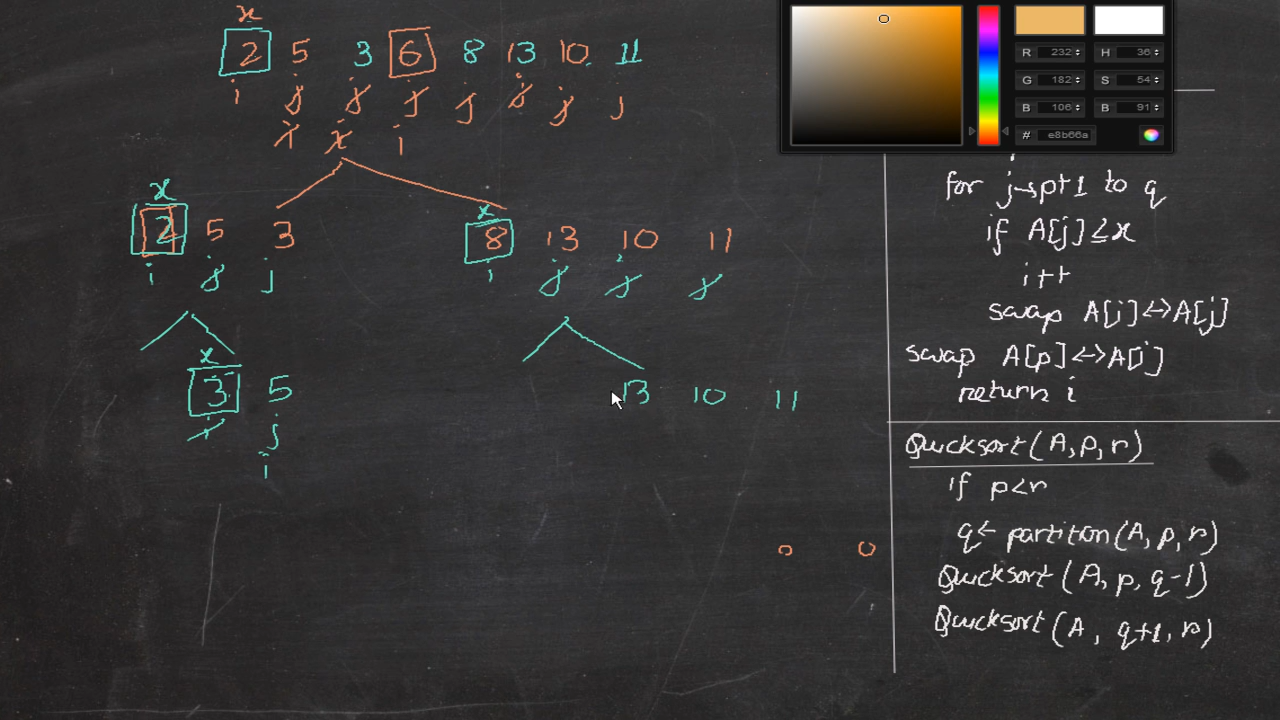 x
2 5 3 6 8 13 10 11
i j j j j j j j
i i i
x
2 5 3
i j j
x
8 13 10 11
i j j j
x
3 5
i j
i
13 10 11
0 0
R 232
G 182
B 106
H 36
S 54
B 91
# e8b66a
for j→p+1 to q
if A[j]≤x
i++
swap A[i]↔A[j]
swap A[p]↔A[i]
return i
Quicksort(A,P,r)
if p<r
q← partition(A, p, r)
Quicksort (A, p, q-1)
Quicksort (A, q+1, r)